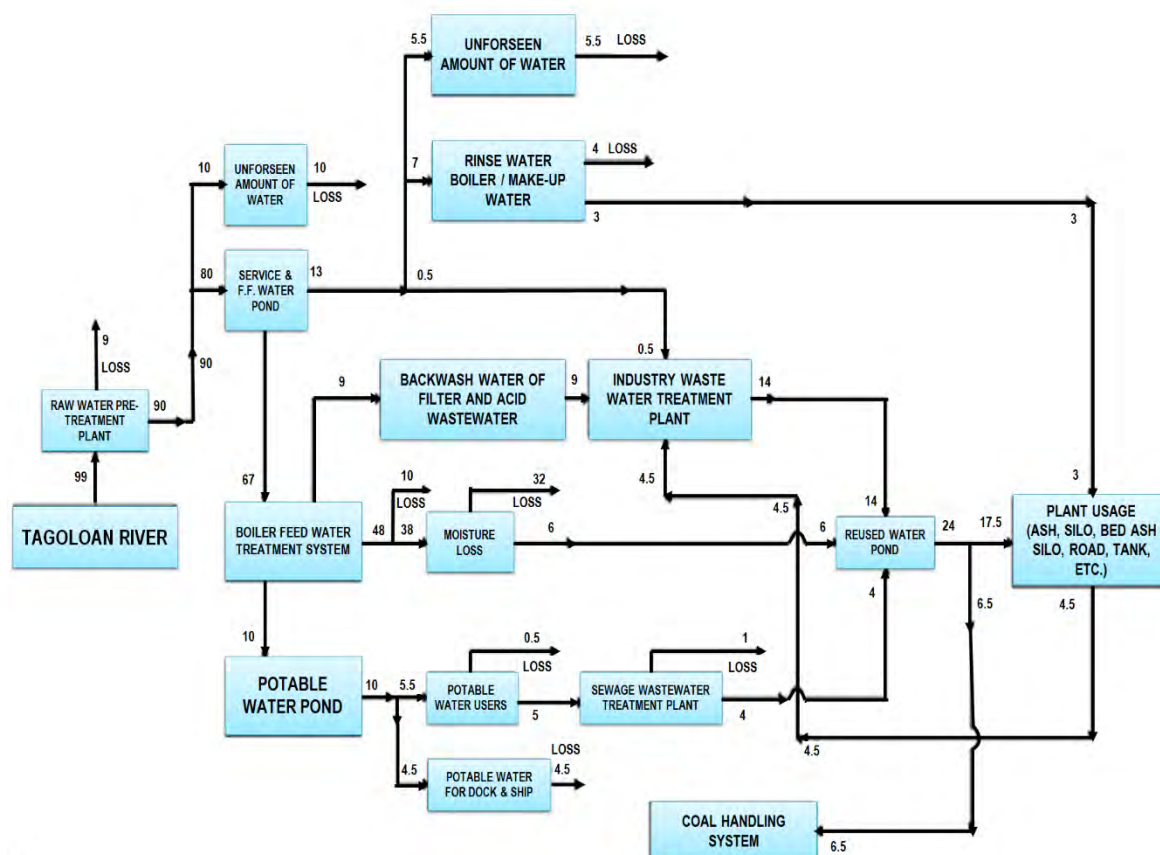 5.5
UNFORSEEN
AMOUNT OF WATER
5.5 LOSS
10
UNFORSEEN
AMOUNT OF
WATER
10
LOSS
7
RINSE WATER
BOILER / MAKE-UP
WATER
4 LOSS
3
3
80
SERVICE &
F.F. WATER
POND
13
0.5
9
LOSS
90
RAW WATER PRE-
TREATMENT
PLANT
90
99
TAGOLOAN RIVER
67
9
BACKWASH WATER OF
FILTER AND ACID
WASTEWATER
9
0.5
INDUSTRY WASTE
WATER TREATMENT
PLANT
14
4.5
4.5
BOILER FEED WATER
TREATMENT SYSTEM
48
10
LOSS
38
MOISTURE
LOSS
32
LOSS
6
14
6
REUSED WATER
POND
24
17.5
4
3
PLANT USAGE
(ASH, SILO, BED ASH
SILO, ROAD, TANK,
ETC.)
4.5
6.5
10
POTABLE
WATER POND
10
5.5
POTABLE
WATER USERS
0.5
LOSS
5
SEWAGE WASTEWATER
TREATMENT PLANT
1
LOSS
4
4.5
4.5
POTABLE WATER
FOR DOCK & SHIP
LOSS
4.5
COAL HANDLING
SYSTEM
6.5